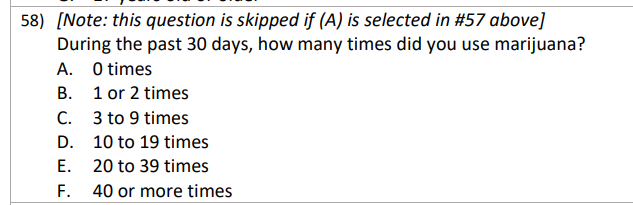 58) [Note: this question is skipped if (A) is selected in #57 above]
During the past 30 days, how many times did you use marijuana?
A. 0 times
B. 1 or 2 times
C. 3 to 9 times
D. 10 to 19 times
E. 20 to 39 times
F. 40 or more times